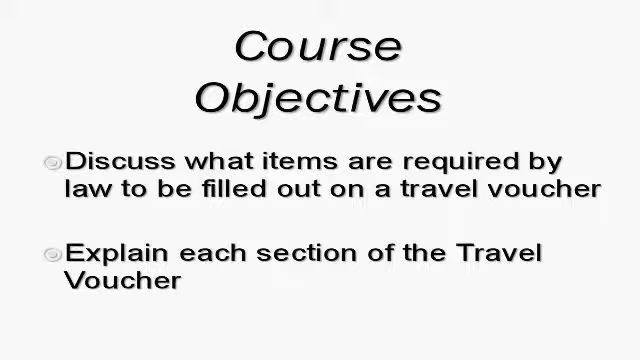 Course
Objectives
Discuss what items are required by
law to be filled out on a travel voucher
Explain each section of the Travel
Voucher